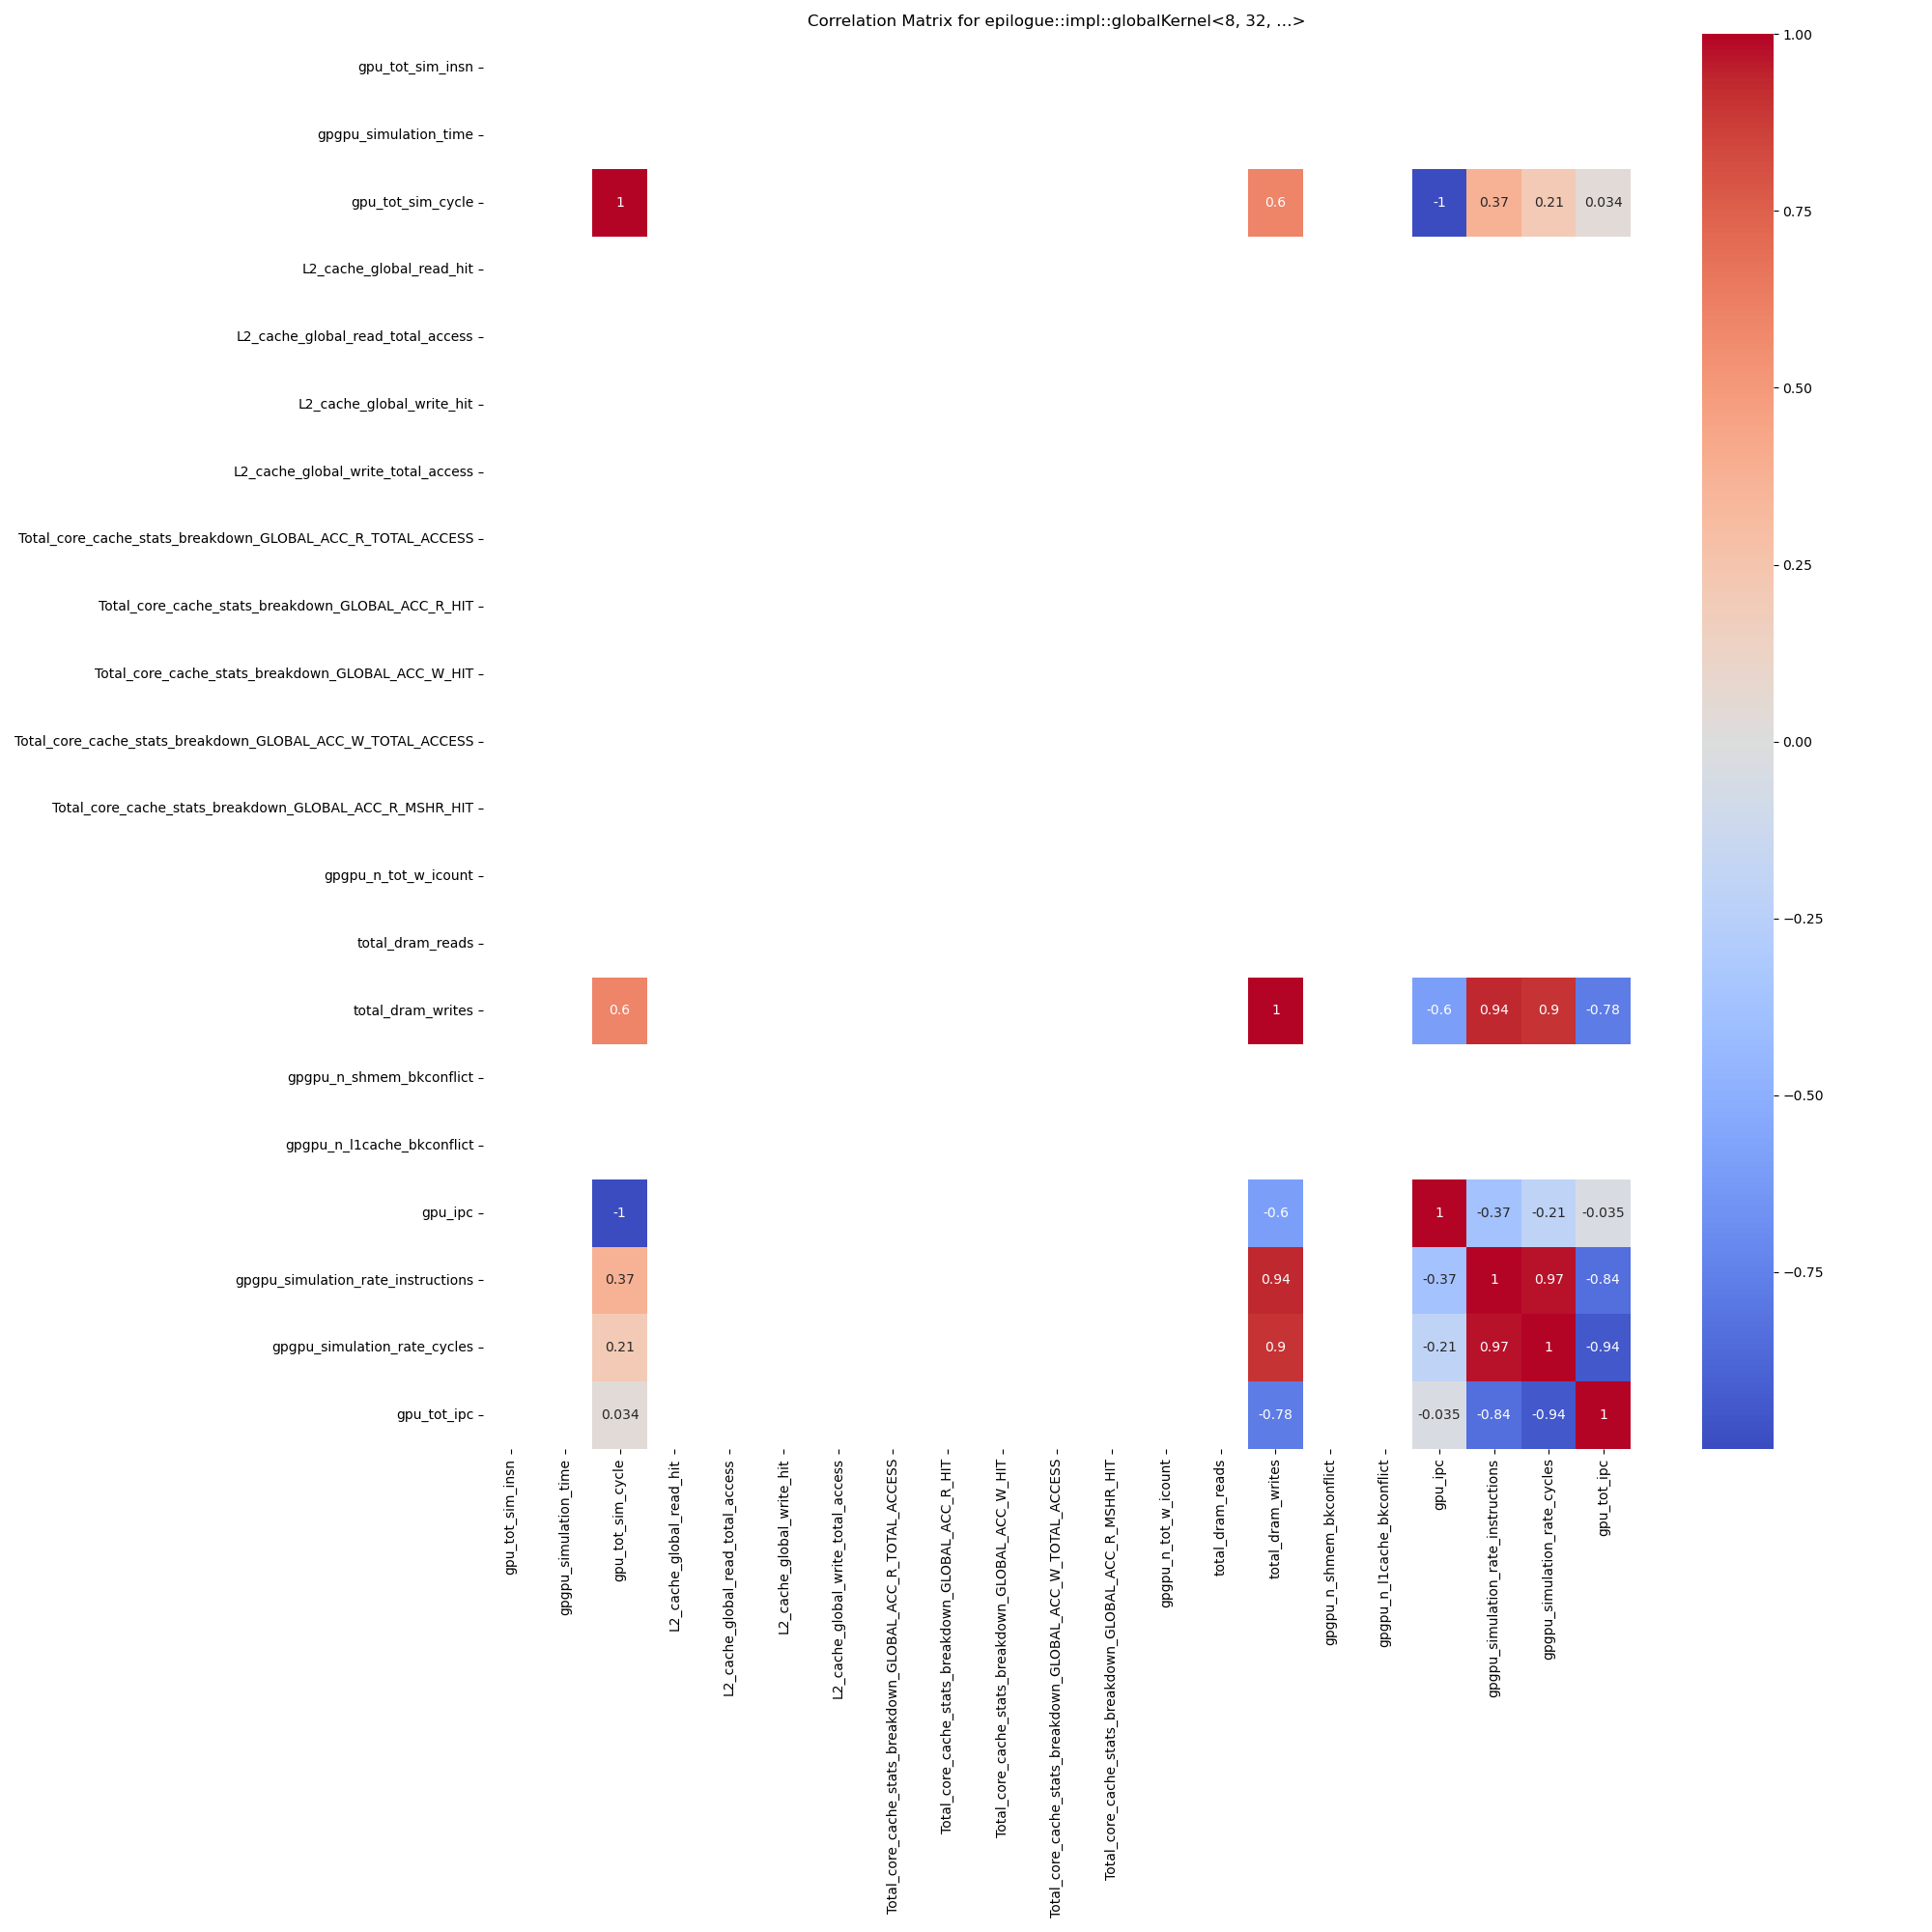 Correlation Matrix for epilogue::impl::globalKernel<8, 32, ...>
gpu_tot_sim_insn
gpgpu_simulation_time
gpu_tot_sim_cycle
1 0.6 -1 0.37 0.21 0.034
L2_cache_global_read_hit
L2_cache_global_read_total_access
L2_cache_global_write_hit
L2_cache_global_write_total_access
Total_core_cache_stats_breakdown_GLOBAL_ACC_R_TOTAL_ACCESS
Total_core_cache_stats_breakdown_GLOBAL_ACC_R_HIT
Total_core_cache_stats_breakdown_GLOBAL_ACC_W_HIT
Total_core_cache_stats_breakdown_GLOBAL_ACC_W_TOTAL_ACCESS
Total_core_cache_stats_breakdown_GLOBAL_ACC_R_MSHR_HIT
gpgpu_n_tot_w_icount
total_dram_reads
total_dram_writes
0.6 1 -0.6 0.94 0.9 -0.78
gpgpu_n_shmem_bkconflict
gpgpu_n_l1cache_bkconflict
gpu_ipc
-1 -0.6 1 -0.37 -0.21 -0.035
gpgpu_simulation_rate_instructions
0.37 0.94 -0.37 1 0.97 -0.84
gpgpu_simulation_rate_cycles
0.21 0.9 -0.21 0.97 1 -0.94
gpu_tot_ipc
0.034 -0.78 -0.035 -0.84 -0.94 1
gpu_tot_sim_insn
gpgpu_simulation_time
gpu_tot_sim_cycle
L2_cache_global_read_hit
L2_cache_global_read_total_access
L2_cache_global_write_hit
L2_cache_global_write_total_access
Total_core_cache_stats_breakdown_GLOBAL_ACC_R_TOTAL_ACCESS
Total_core_cache_stats_breakdown_GLOBAL_ACC_R_HIT
Total_core_cache_stats_breakdown_GLOBAL_ACC_W_HIT
Total_core_cache_stats_breakdown_GLOBAL_ACC_W_TOTAL_ACCESS
Total_core_cache_stats_breakdown_GLOBAL_ACC_R_MSHR_HIT
gpgpu_n_tot_w_icount
total_dram_reads
total_dram_writes
gpgpu_n_shmem_bkconflict
gpgpu_n_l1cache_bkconflict
gpu_ipc
gpgpu_simulation_rate_instructions
gpgpu_simulation_rate_cycles
gpu_tot_ipc
1.00
0.75
0.50
0.25
0.00
−0.25
−0.50
−0.75